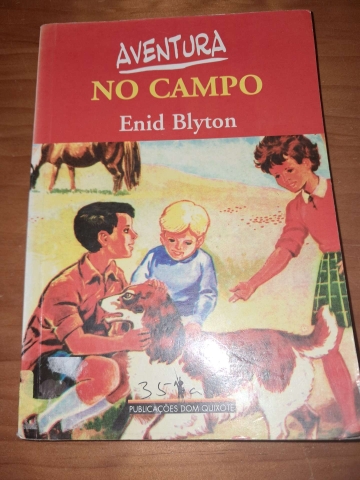 AVENTURA
NO CAMPO
Enid Blyton
PUBLICAÇÕES DOM QUIXOTE